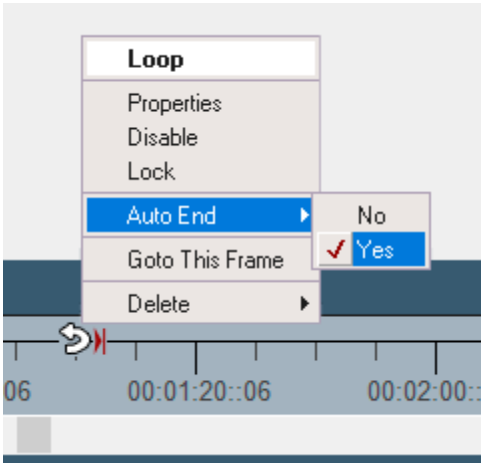 Loop
Properties
Disable
Lock
Auto End
No
Yes
Goto This Frame
Delete
06
00:01:20::06
00:02:00::